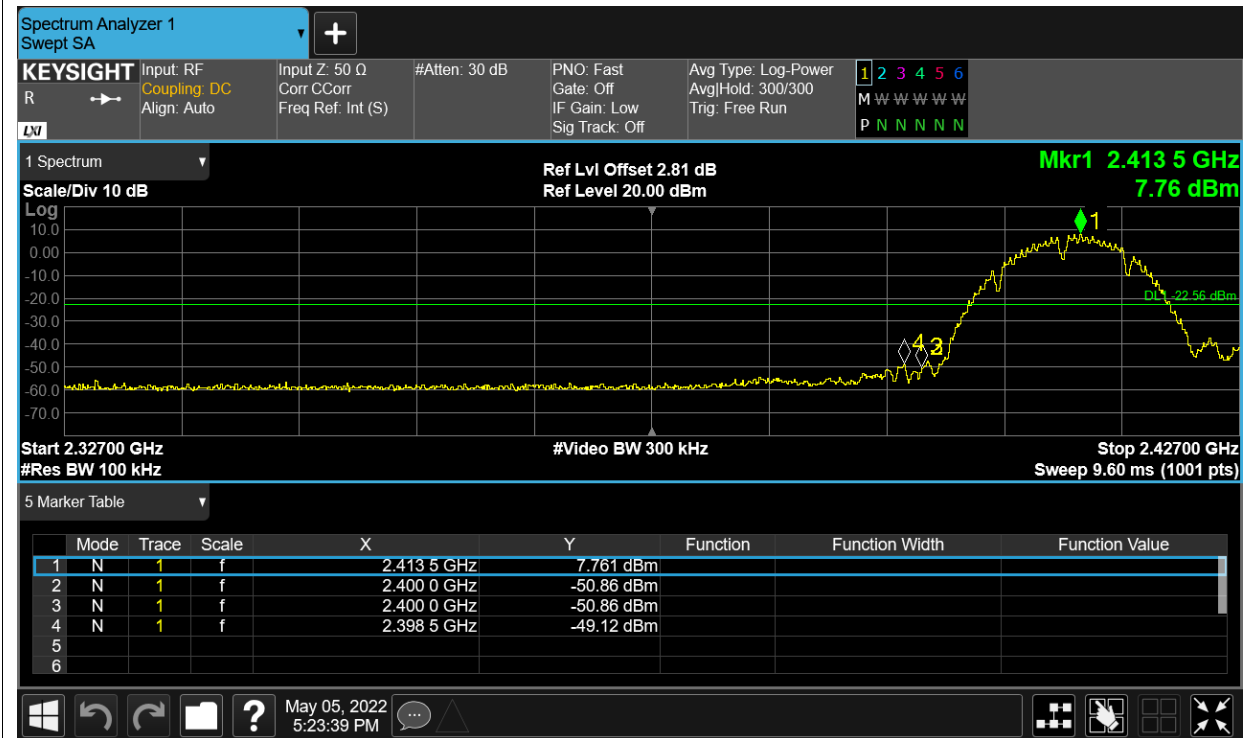 Spectrum Analyzer 1
Swept SA
+
KEYSIGHT Input: RF Input Z: 50 Ω #Atten: 30 dB PNO: Fast Avg Type: Log-Power 1 2 3 4 5 6
R Coupling: DC Corr CCorr Gate: Off Avg|Hold: 300/300 M W W W W W
Align: Auto Freq Ref: Int (S) IF Gain: Low Trig: Free Run
LXI Sig Track: Off P N N N N N
1 Spectrum Ref Lvl Offset 2.81 dB Mkr1 2.413 5 GHz
Scale/Div 10 dB Ref Level 20.00 dBm 7.76 dBm
Log
1
10.0
0.00
-10.0
-20.0
DL1 -22.56 dBm
-30.0
-40.0
4
-50.0
-60.0
-70.0
Start 2.32700 GHz #Video BW 300 kHz Stop 2.42700 GHz
#Res BW 100 kHz Sweep 9.60 ms (1001 pts)
5 Marker Table
Mode Trace Scale X Y Function Function Width Function Value
1 N 1 f 2.413 5 GHz 7.761 dBm
2 N 1 f 2.400 0 GHz -50.86 dBm
3 N 1 f 2.400 0 GHz -50.86 dBm
4 N 1 f 2.398 5 GHz -49.12 dBm
5
6
? May 05, 2022
5:23:39 PM